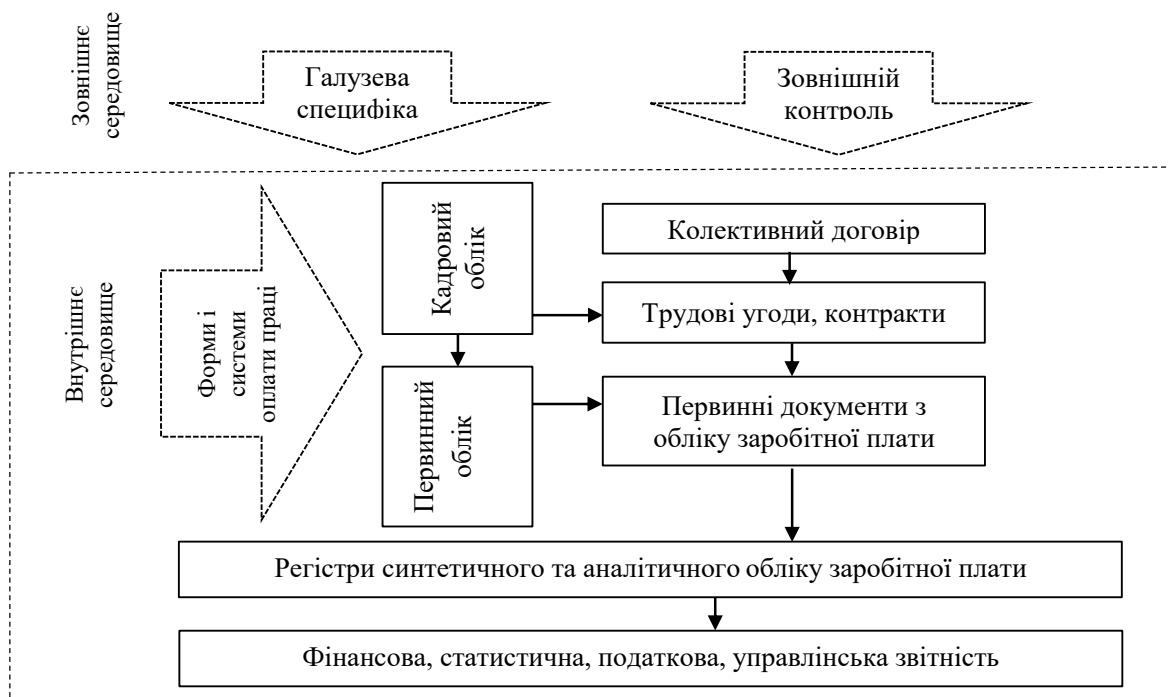 Зовнішнє
середовище
Галузева
специфіка
Зовнішній
контроль
Внутрішнє
середовище
Форми і
системи
оплати праці
Кадровий
облік
Колективний договір
Трудові угоди, контракти
Первинний
облік
Первинні документи з
обліку заробітної плати
Регістри синтетичного та аналітичного обліку заробітної плати
Фінансова, статистична, податкова, управлінська звітність